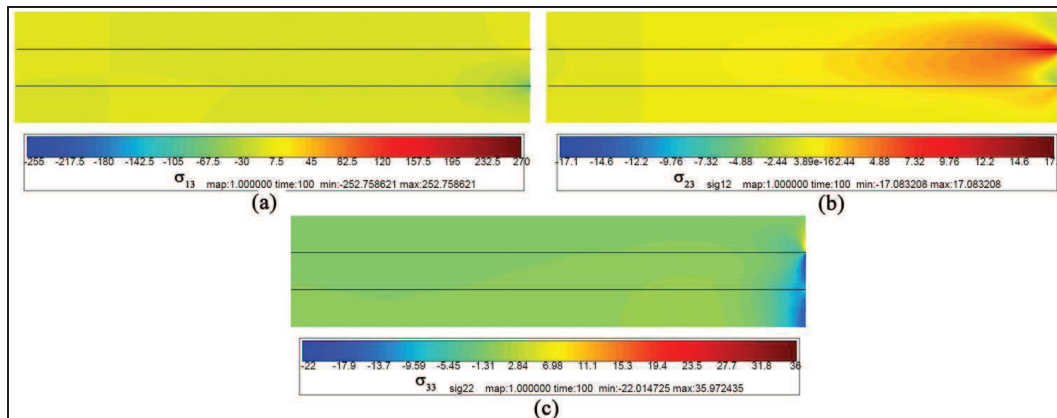 -255 -217.5 -180 -142.5 -105 -67.5 -30 7.5 45 82.5 120 157.5 195 232.5 270
σ13 map:1.000000 time:100 min:-252.758621 max:252.758621
(a)
-17.1 -14.6 -12.2 -9.76 -7.32 -4.88 -2.44 3.89e-162.44 4.88 7.32 9.76 12.2 14.6 17
σ23 sig12 map:1.000000 time:100 min:-17.083208 max:17.083208
(b)
-22 -17.9 -13.7 -9.59 -5.45 -1.31 2.84 6.98 11.1 15.3 19.4 23.5 27.7 31.8 36
σ33 sig22 map:1.000000 time:100 min:-22.014725 max:35.972435
(c)